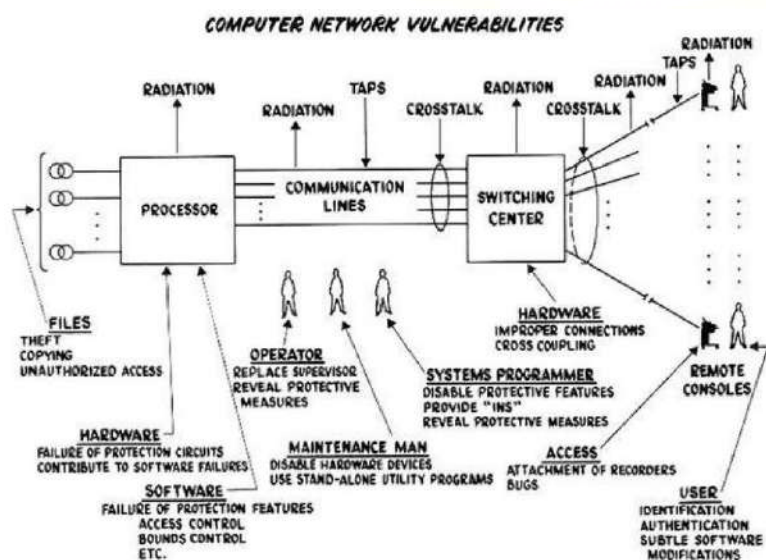 COMPUTER NETWORK VULNERABILITIES
RADIATION
TAPS
RADIATION
CROSSTALK
TAPS
RADIATION
RADIATION
CROSSTALK
RADIATION
PROCESSOR
COMMUNICATION
LINES
SWITCHING
CENTER
FILES
THEFT
COPYING
UNAUTHORIZED ACCESS
OPERATOR
REPLACE SUPERVISOR
REVEAL PROTECTIVE
MEASURES
HARDWARE
IMPROPER CONNECTIONS
CROSS COUPLING
SYSTEMS PROGRAMMER
DISABLE PROTECTIVE FEATURES
PROVIDE "INS"
REVEAL PROTECTIVE MEASURES
REMOTE
CONSOLES
HARDWARE
FAILURE OF PROTECTION CIRCUITS
CONTRIBUTE TO SOFTWARE FAILURES
MAINTENANCE MAN
DISABLE HARDWARE DEVICES
USE STAND-ALONE UTILITY PROGRAMS
ACCESS
ATTACHMENT OF RECORDERS
BUGS
SOFTWARE
FAILURE OF PROTECTION FEATURES
ACCESS CONTROL
BOUNDS CONTROL
ETC.
USER
IDENTIFICATION
AUTHENTICATION
SUBTLE SOFTWARE
MODIFICATIONS